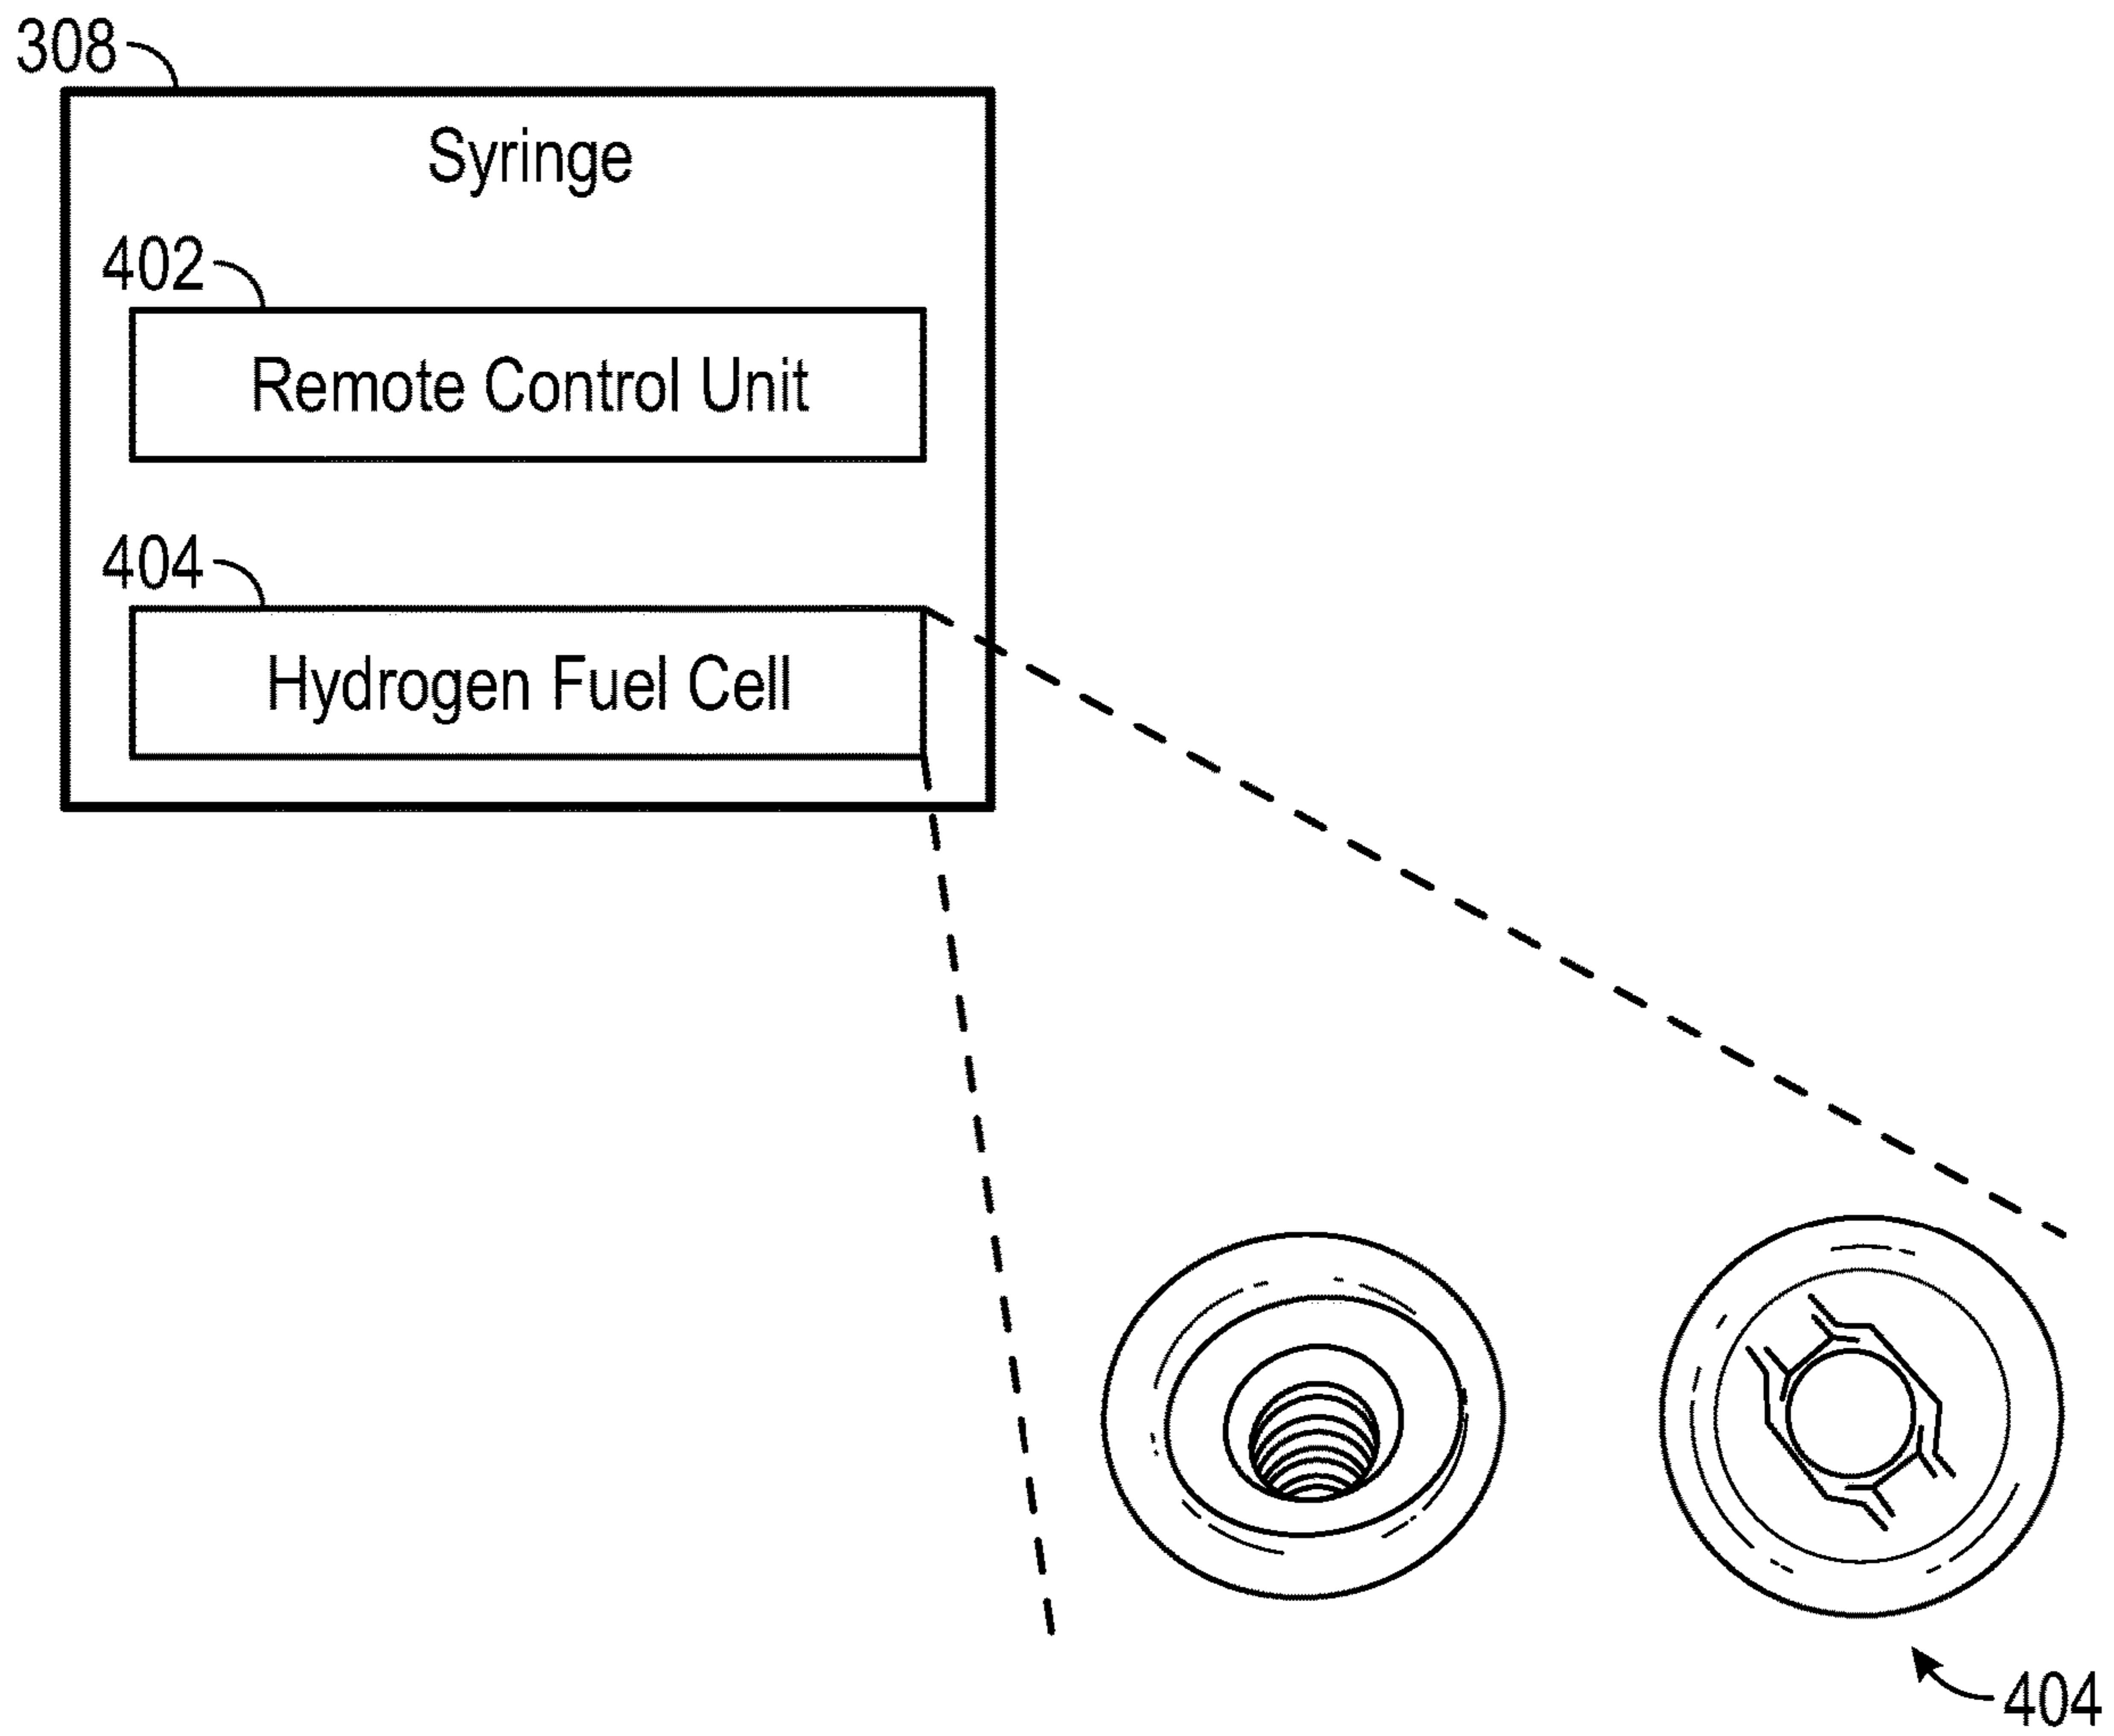 308
Syringe
402
Remote Control Unit
404
Hydrogen Fuel Cell
404